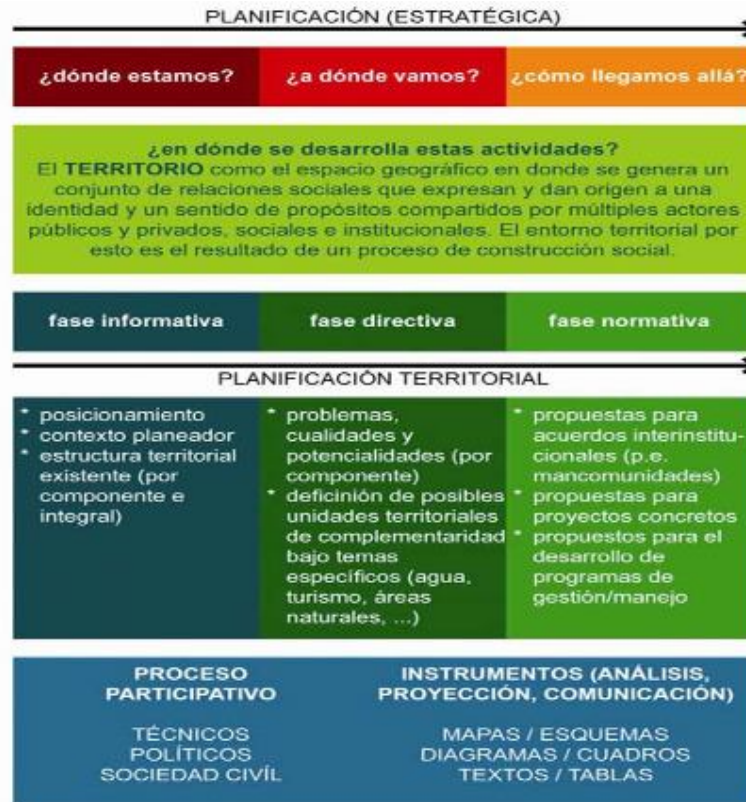 PLANIFICACIÓN (ESTRATÉGICA)
¿dónde estamos?
¿a dónde vamos?
¿cómo llegamos allá?
¿en dónde se desarrolla estas actividades?
El TERRITORIO como el espacio geográfico en donde se genera un
conjunto de relaciones sociales que expresan y dan origen a una
identidad y un sentido de propósitos compartidos por múltiples actores
públicos y privados, sociales e institucionales. El entorno territorial por
esto es el resultado de un proceso de construcción social.
fase informativa
fase directiva
fase normativa
PLANIFICACIÓN TERRITORIAL
* posicionamiento
* contexto planeador
* estructura territorial
existente (por
componente e
integral)
* problemas,
cualidades y
potencialidades (por
componente)
* definición de posibles
unidades territoriales
de complementaridad
bajo temas
específicos (agua,
turismo, áreas
naturales, ...)
* propuestas para
acuerdos interinstitu-
cionales (p.e.
mancomunidades)
* propuestas para
proyectos concretos
* propuestos para el
desarrollo de
programas de
gestión/manejo
PROCESO
PARTICIPATIVO
TÉCNICOS
POLÍTICOS
SOCIEDAD CIVÍL
INSTRUMENTOS (ANÁLISIS,
PROYECCIÓN, COMUNICACIÓN)
MAPAS / ESQUEMAS
DIAGRAMAS / CUADROS
TEXTOS / TABLAS